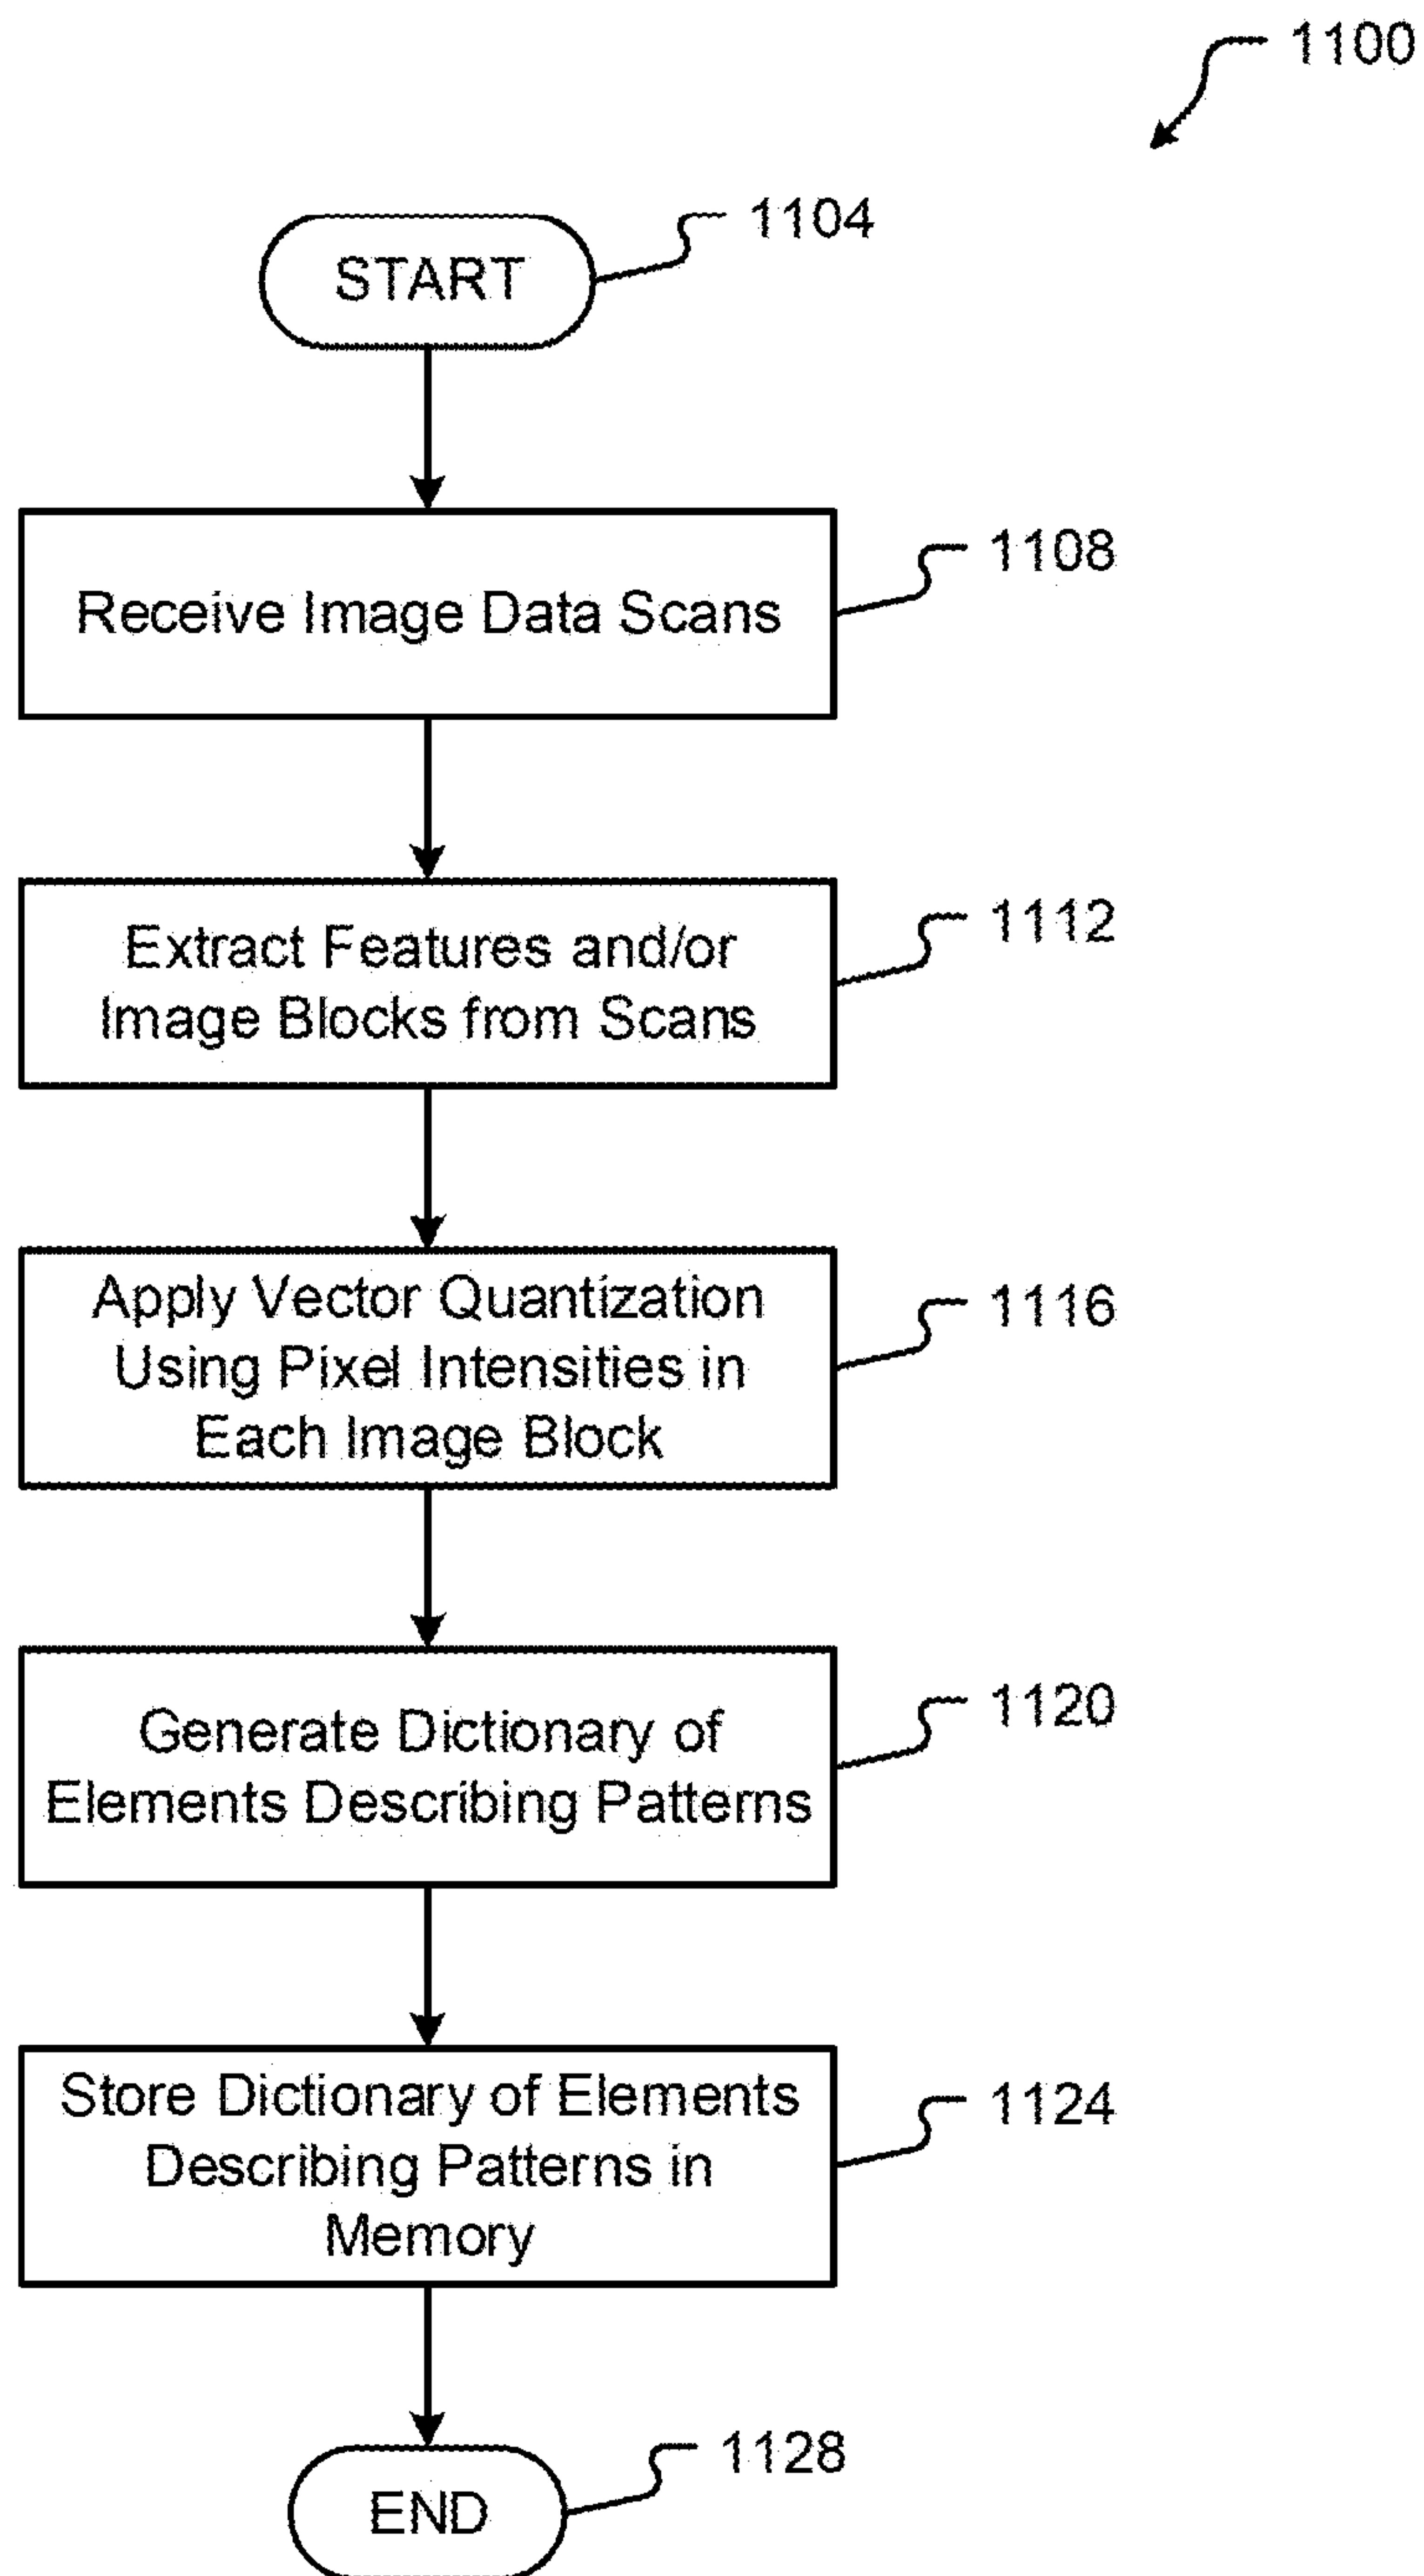 1100
1104
START
1108
Receive Image Data Scans
1112
Extract Features and/or
Image Blocks from Scans
1116
Apply Vector Quantization
Using Pixel Intensities in
Each Image Block
1120
Generate Dictionary of
Elements Describing Patterns
1124
Store Dictionary of Elements
Describing Patterns in
Memory
1128
END